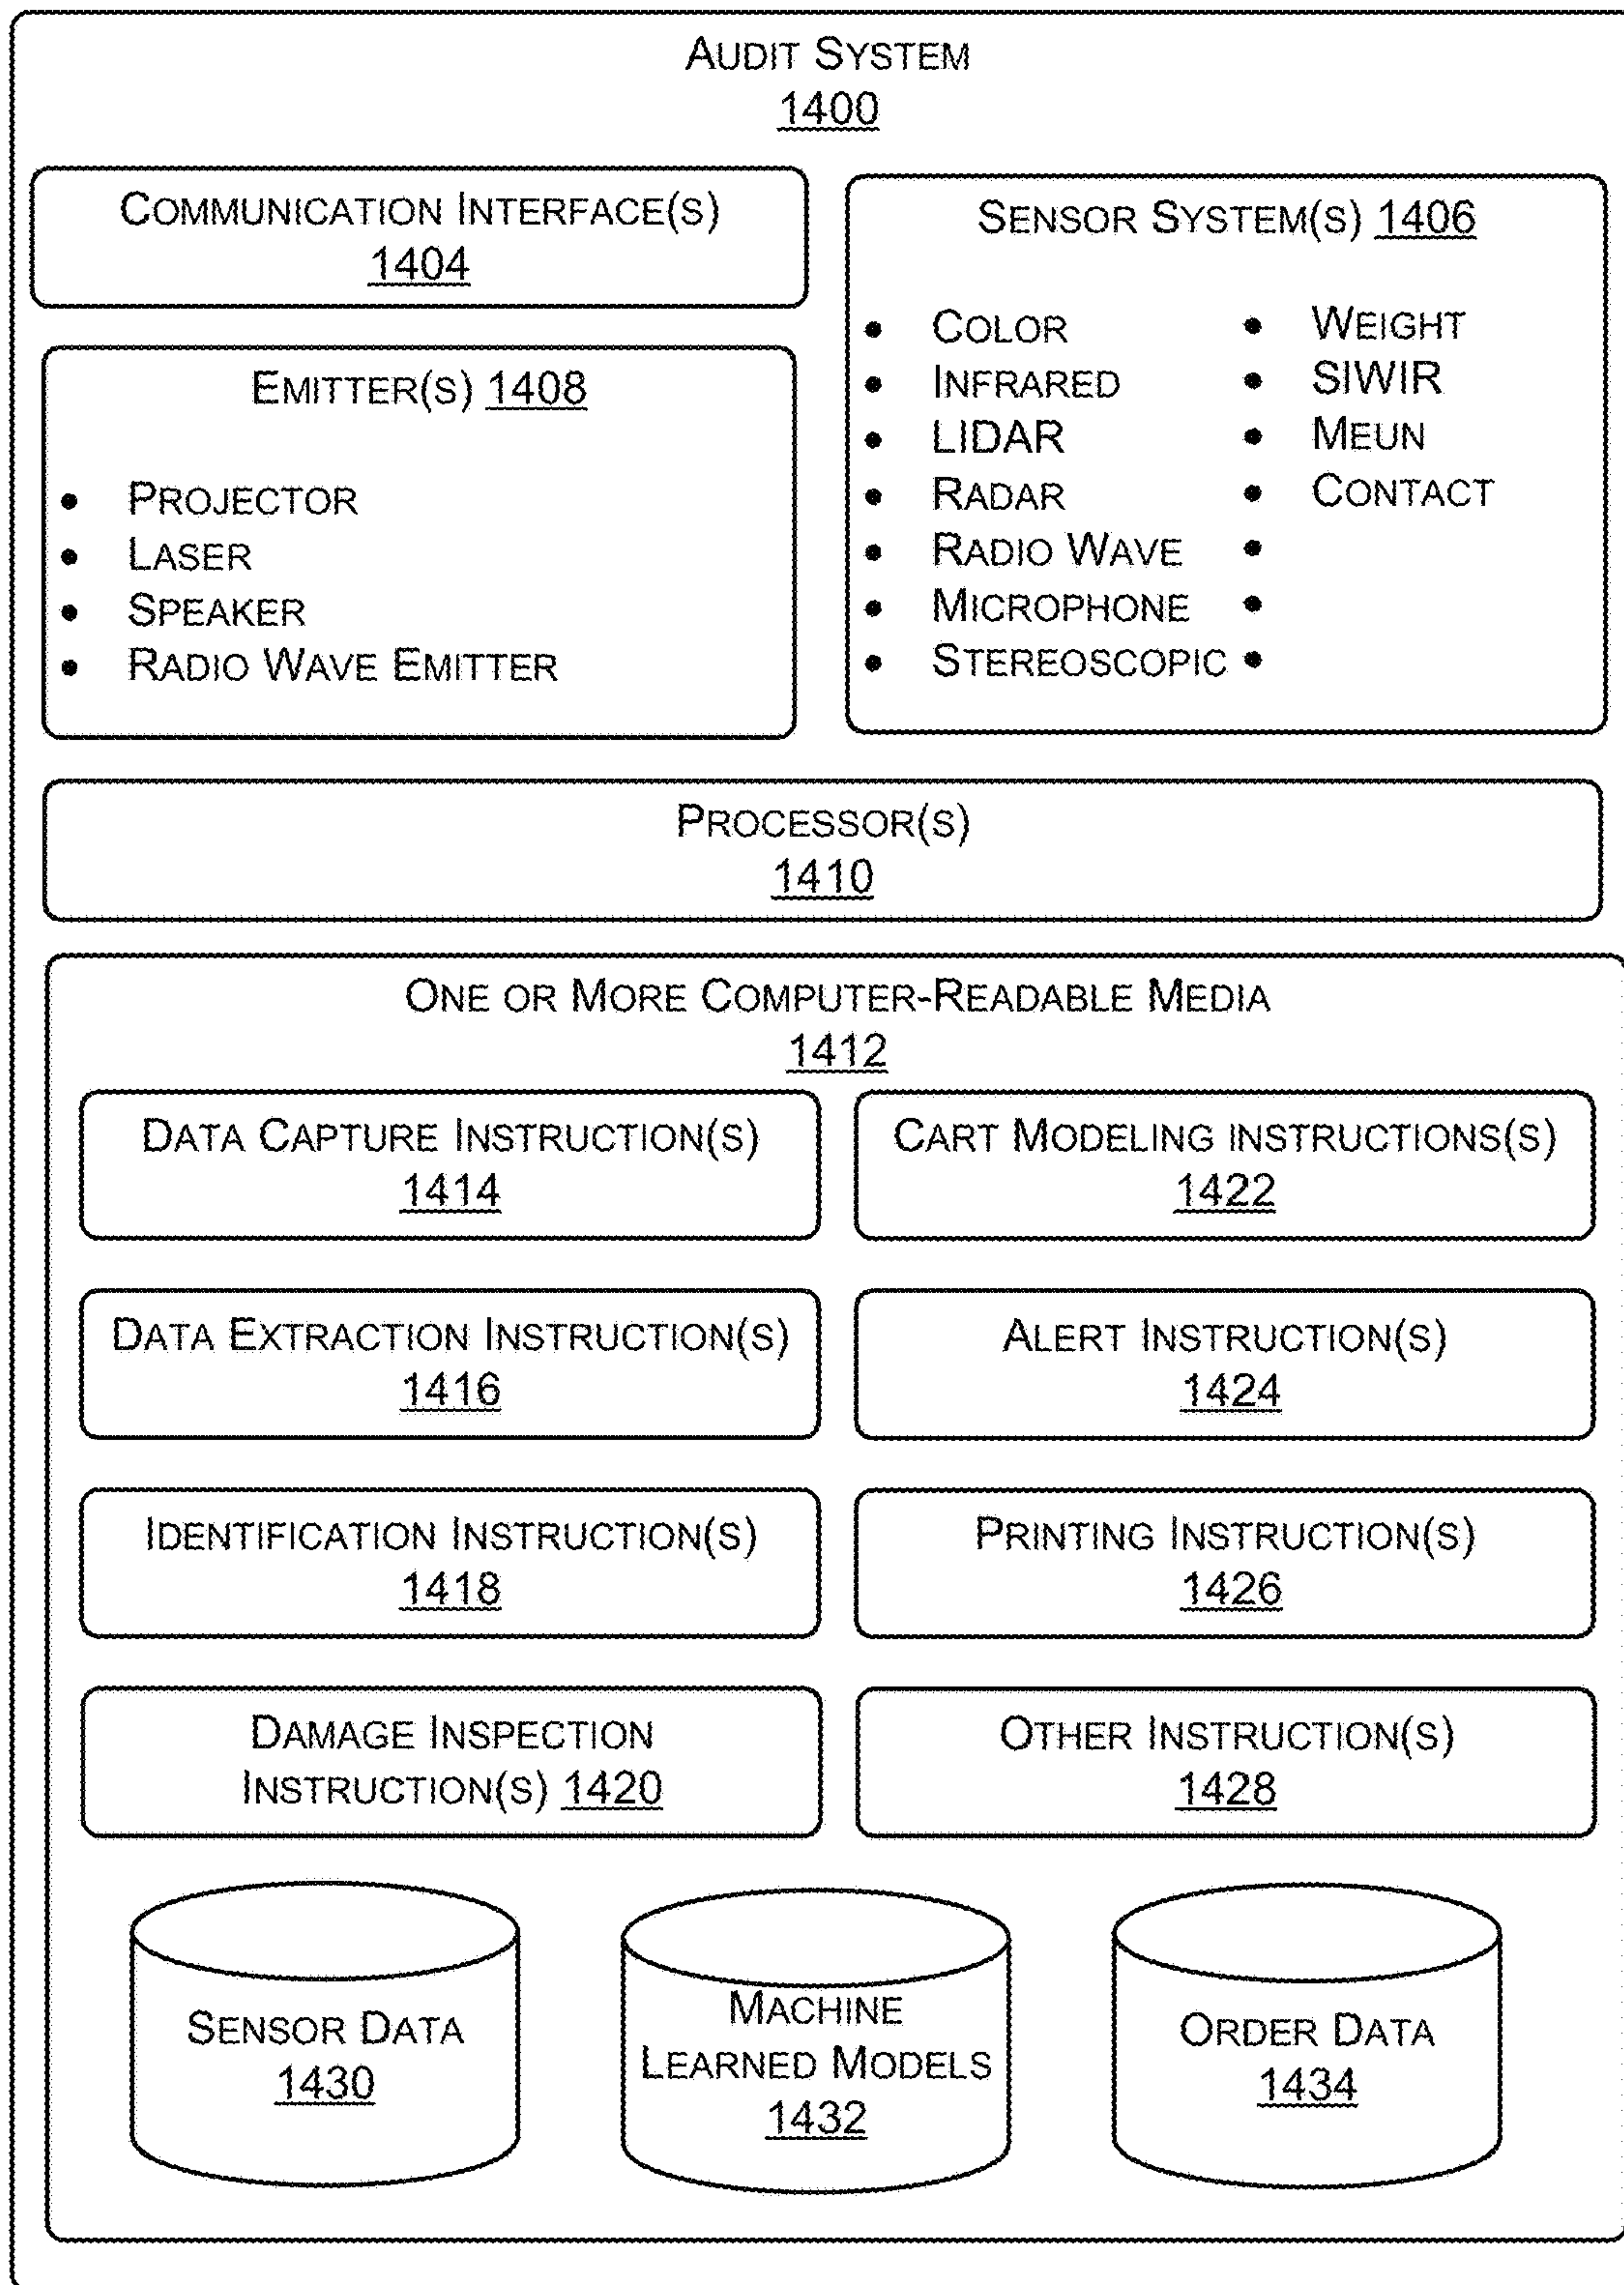 AUDIT SYSTEM
1400
COMMUNICATION INTERFACE(S)
1404
EMITTER(S) 1408
• PROJECTOR
• LASER
• SPEAKER
• RADIO WAVE EMITTER
SENSOR SYSTEM(S) 1406
• COLOR
• INFRARED
• LIDAR
• RADAR
• RADIO WAVE
• MICROPHONE
• STEREOSCOPIC
• WEIGHT
• SIWIR
• MEUN
• CONTACT
•
•
•
PROCESSOR(S)
1410
ONE OR MORE COMPUTER-READABLE MEDIA
1412
DATA CAPTURE INSTRUCTION(S)
1414
CART MODELING INSTRUCTIONS(S)
1422
DATA EXTRACTION INSTRUCTION(S)
1416
ALERT INSTRUCTION(S)
1424
IDENTIFICATION INSTRUCTION(S)
1418
PRINTING INSTRUCTION(S)
1426
DAMAGE INSPECTION
INSTRUCTION(S) 1420
OTHER INSTRUCTION(S)
1428
SENSOR DATA
1430
MACHINE
LEARNED MODELS
1432
ORDER DATA
1434